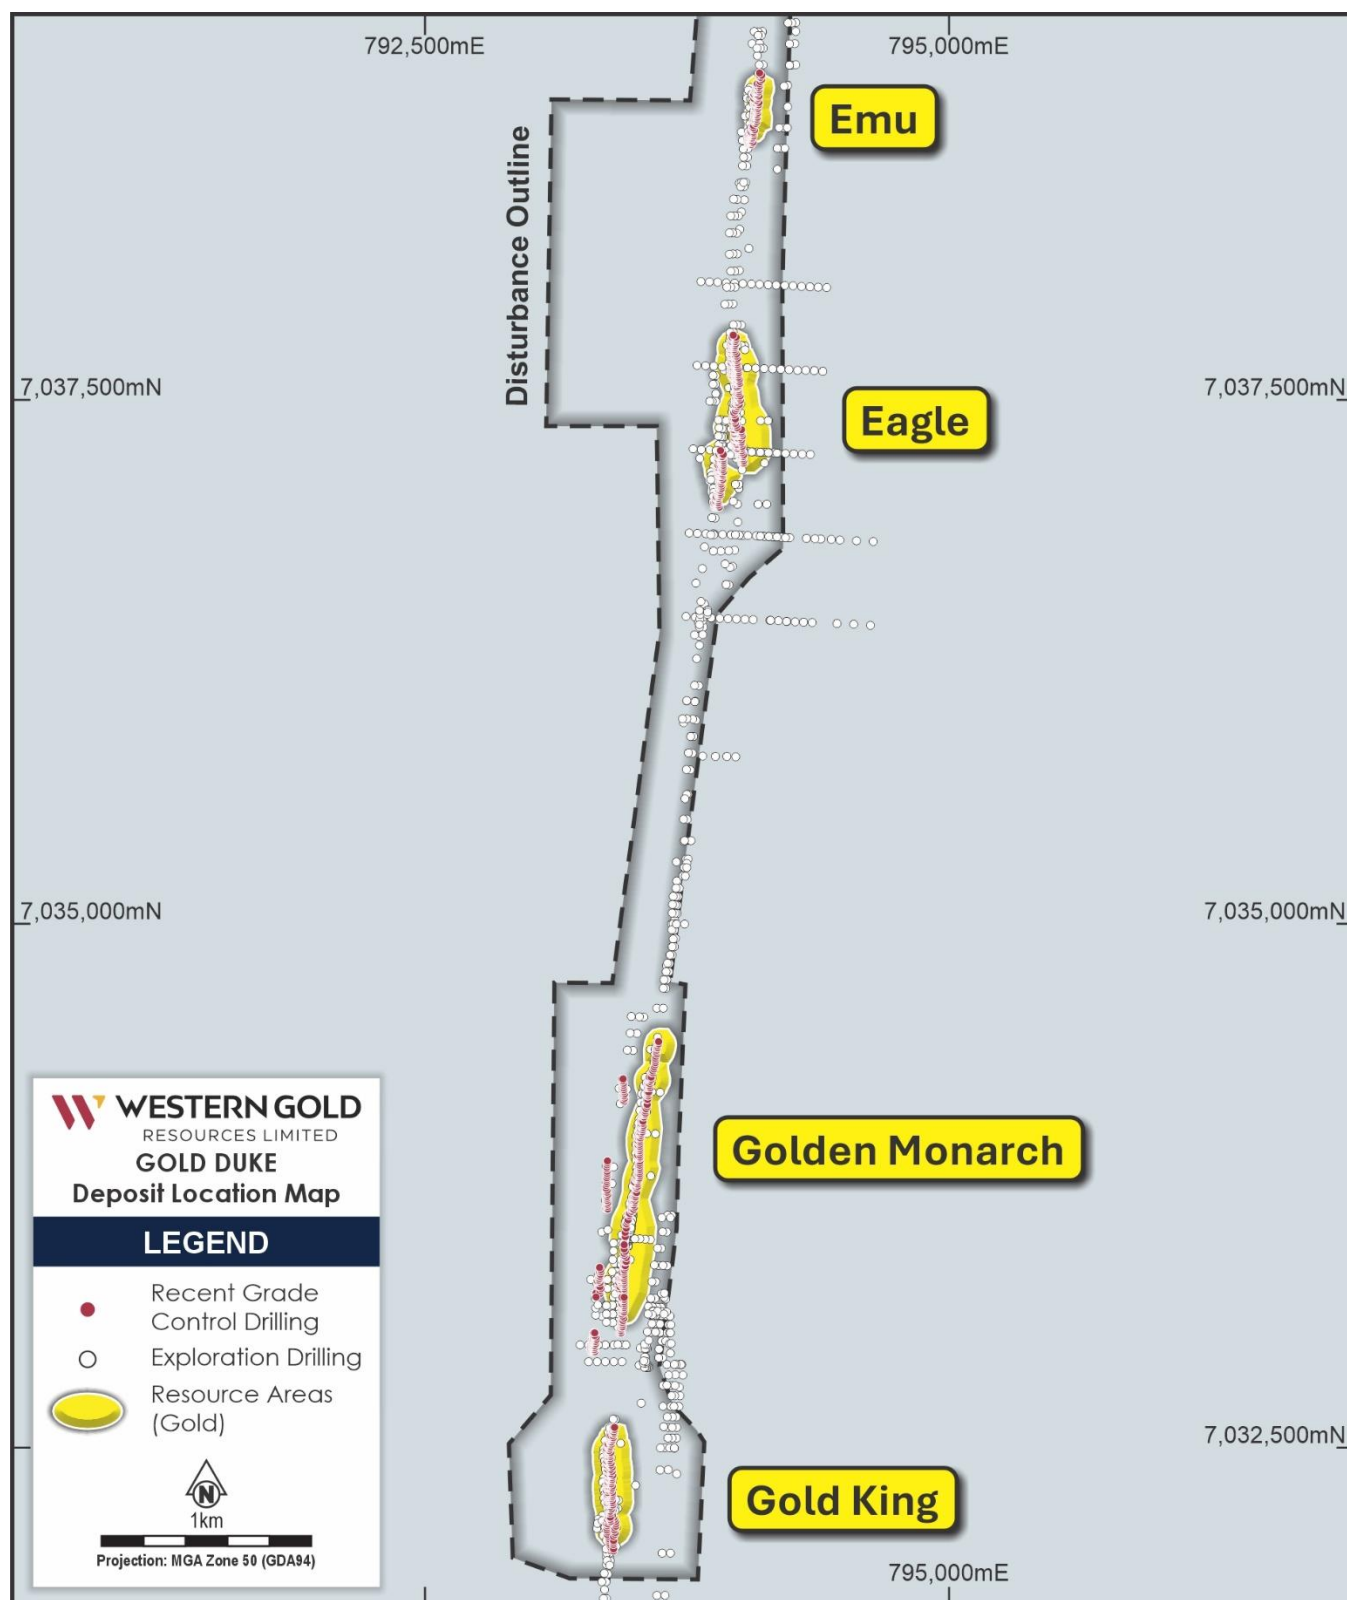 792,500mE
795,000mE
Emu
Disturbance Outline
7,037,500mN
7,037,500mN
Eagle
7,035,000mN
7,035,000mN
Golden Monarch
WESTERN GOLD
RESOURCES LIMITED
GOLD DUKE
Deposit Location Map
LEGEND
Recent Grade
Control Drilling
Exploration Drilling
Resource Areas
(Gold)
N
1km
Projection: MGA Zone 50 (GDA94)
7,032,500mN
Gold King
795,000mE